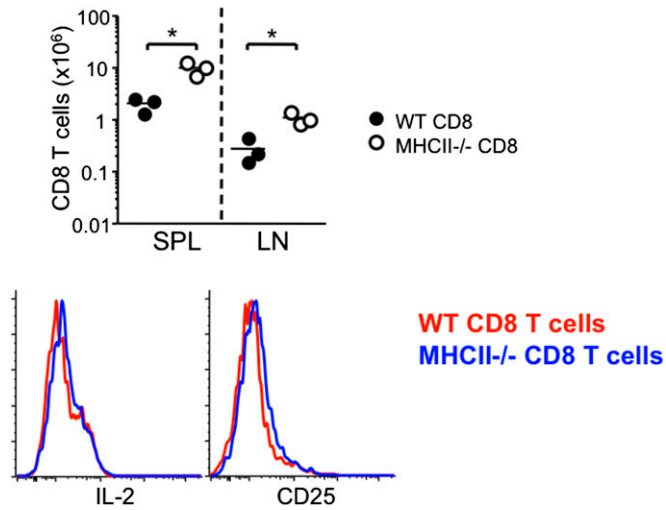 CD8 T cells (x10⁶)
100
10
1
0.1
0.01
*
*
SPL
LN
WT CD8
MHCII-/- CD8
WT CD8 T cells
MHCII-/- CD8 T cells
IL-2
CD25